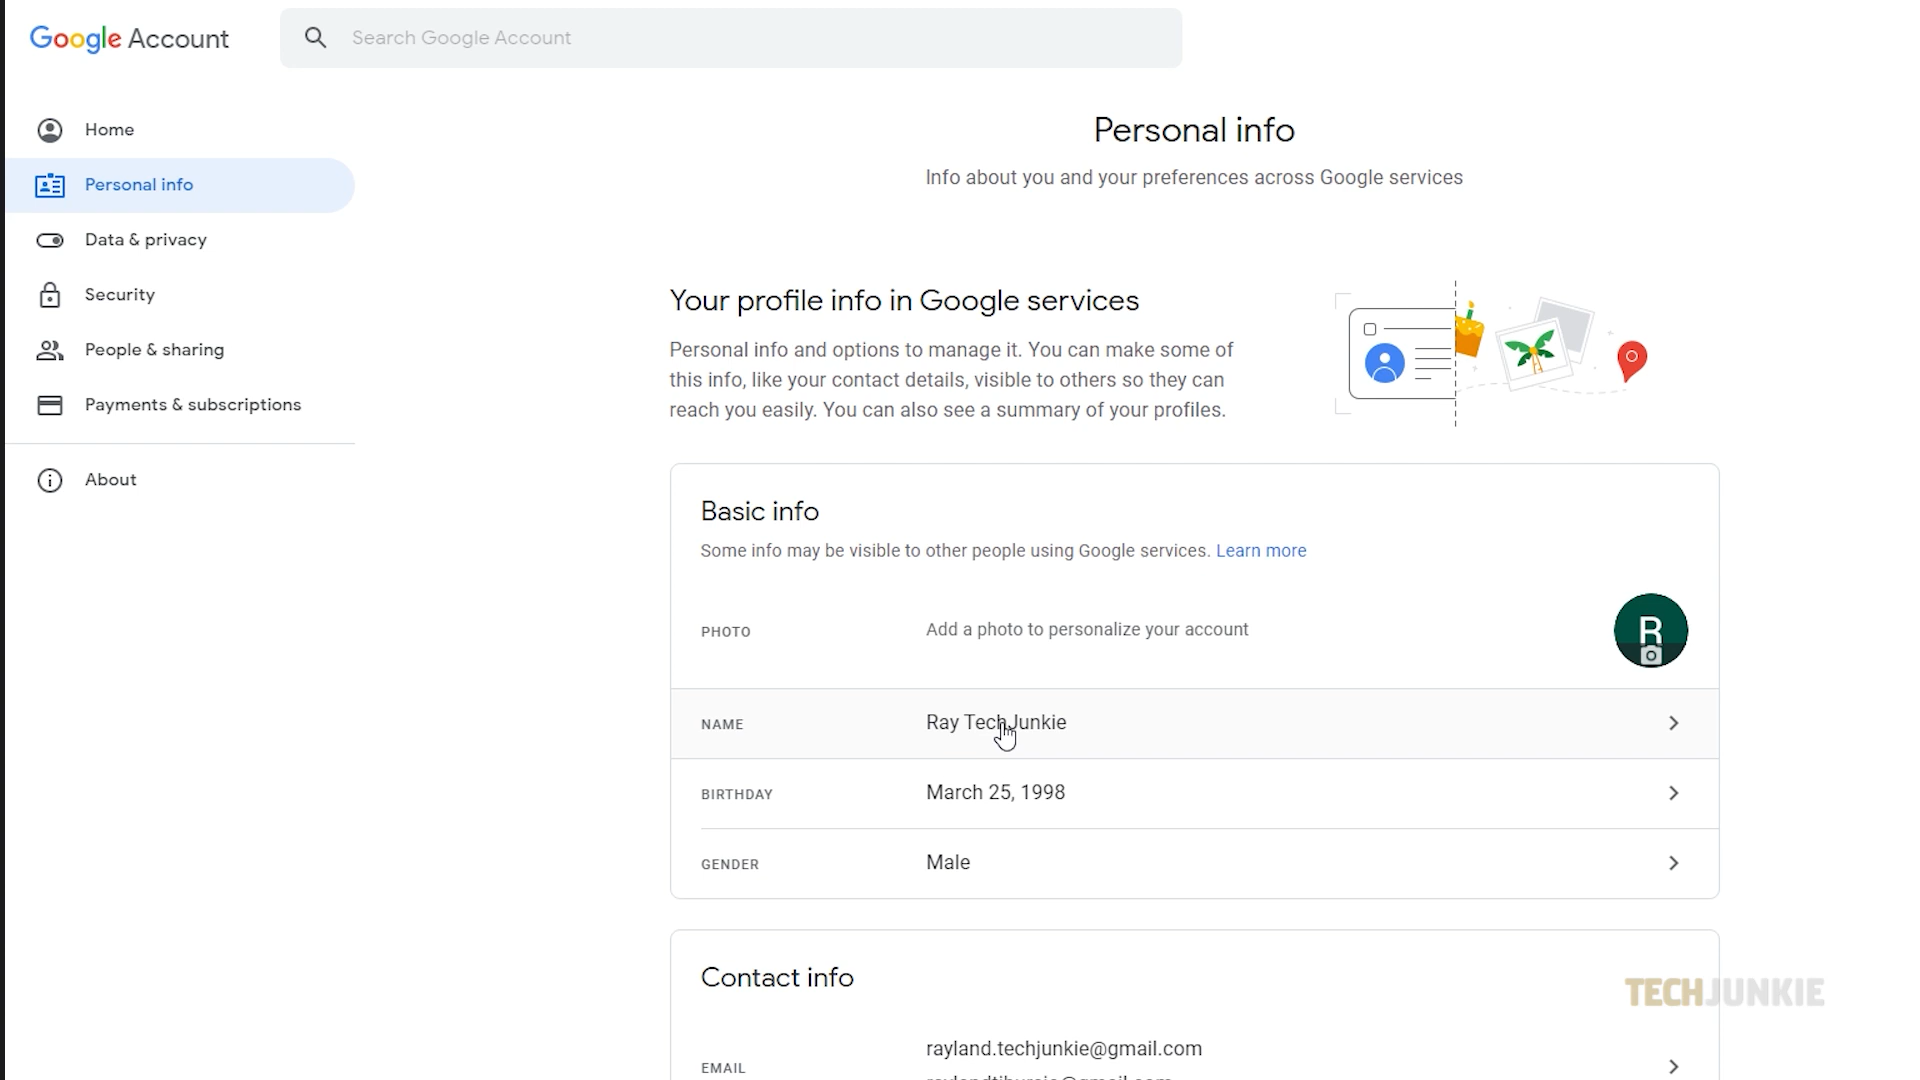 Google Account
Search Google Account
Home
Personal info
Data & privacy
Security
People & sharing
Payments & subscriptions
About
Personal info
Info about you and your preferences across Google services
Your profile info in Google services
Personal info and options to manage it. You can make some of
this info, like your contact details, visible to others so they can
reach you easily. You can also see a summary of your profiles.
Basic info
Some info may be visible to other people using Google services. Learn more
PHOTO
Add a photo to personalize your account
R
NAME
Ray TechJunkie
BIRTHDAY
March 25, 1998
GENDER
Male
Contact info
TECHJUNKIE
EMAIL
rayland.techjunkie@gmail.com